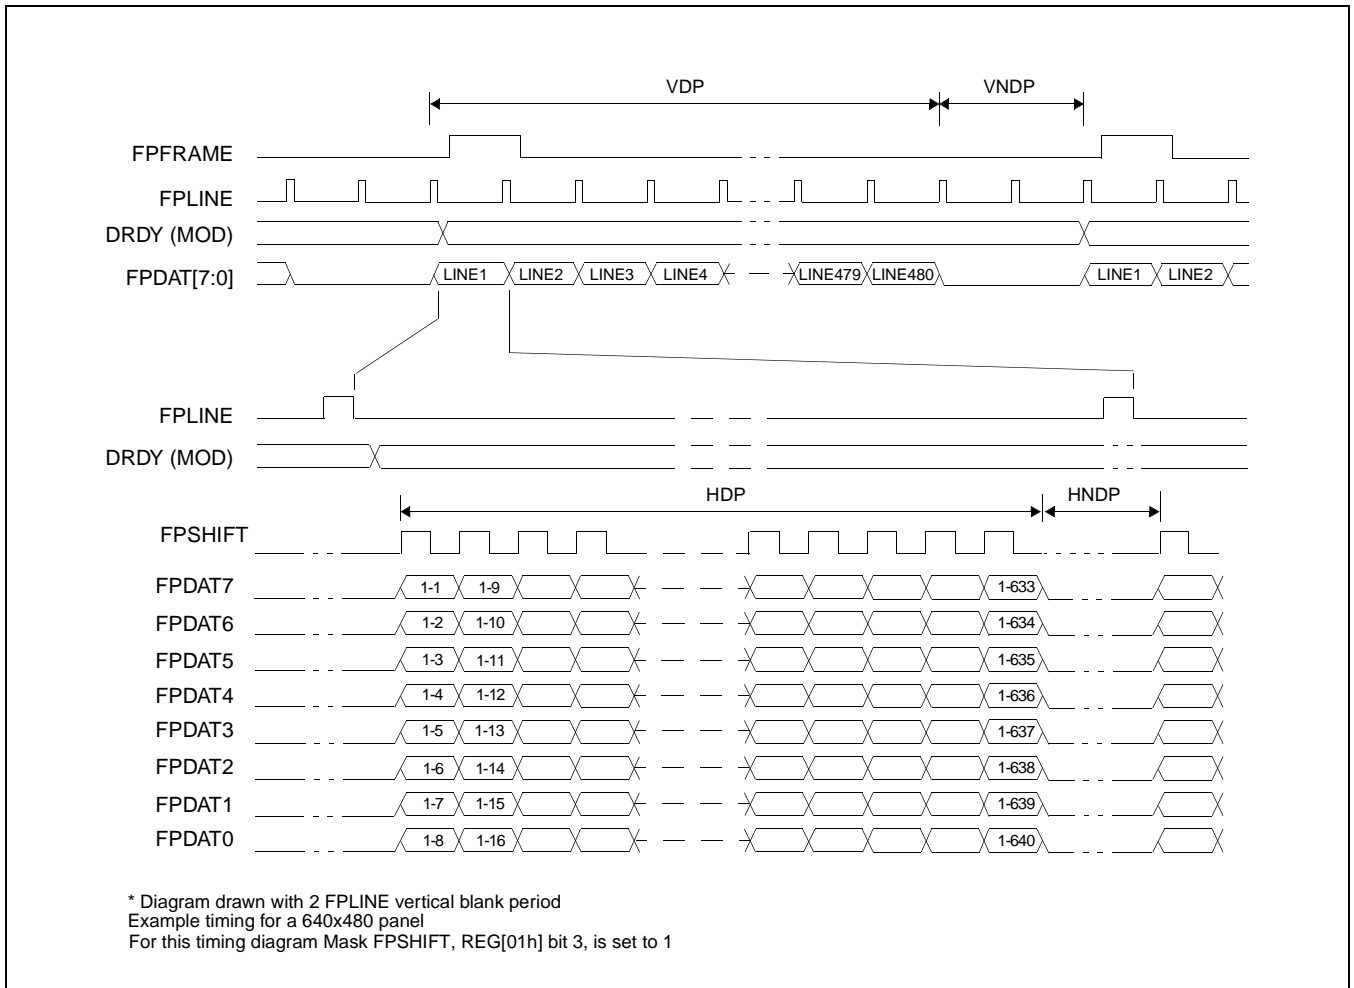 VDP VNDP
FPFRAME
FPLINE
DRDY (MOD)
FPDAT[7:0] LINE1 LINE2 LINE3 LINE4 LINE479 LINE480 LINE1 LINE2
FPLINE
DRDY (MOD)
HDP HNDP
FPSHIFT
FPDAT7 1-1 1-9 1-633
FPDAT6 1-2 1-10 1-634
FPDAT5 1-3 1-11 1-635
FPDAT4 1-4 1-12 1-636
FPDAT3 1-5 1-13 1-637
FPDAT2 1-6 1-14 1-638
FPDAT1 1-7 1-15 1-639
FPDAT0 1-8 1-16 1-640
* Diagram drawn with 2 FPLINE vertical blank period
Example timing for a 640x480 panel
For this timing diagram Mask FPSHIFT, REG[01h] bit 3, is set to 1